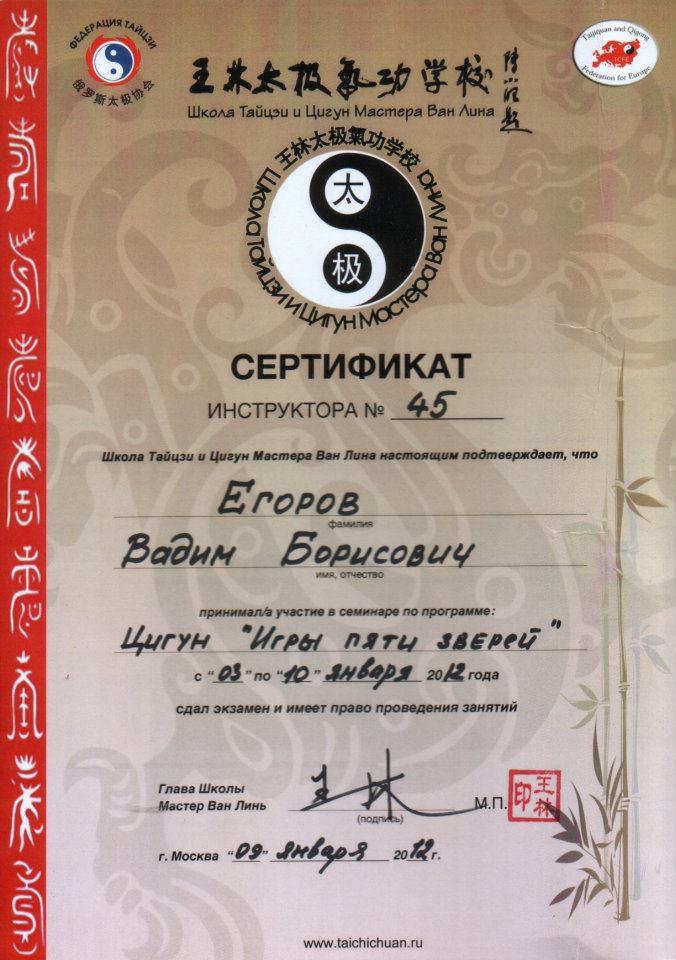 ФЕДЕРАЦИЯ ТАЙЦЗИ
俄罗斯太极协会
Taijiquan and Qigong
TCFE
Federation for Europe
王林太极氣功学校
Школа Тайцзи и Цигун Мастера Ван Лина
王林太极氣功学校
Школа Тайцзи и Цигун Мастера Ван Лина
太
极
СЕРТИФИКАТ
ИНСТРУКТОРА № 45
Школа Тайцзи и Цигун Мастера Ван Лина настоящим подтверждает, что
Егоров
фамилия
Вадим Борисович
имя, отчество
принимал/а участие в семинаре по программе:
Цигун "Игры пяти зверей"
с "03" по "10" января 2012 года
сдал экзамен и имеет право проведения занятий
Глава Школы
Мастер Ван Линь
王林
(подпись)
М.П.
王林印
г. Москва "09" января 2012 г.
www.taichichuan.ru